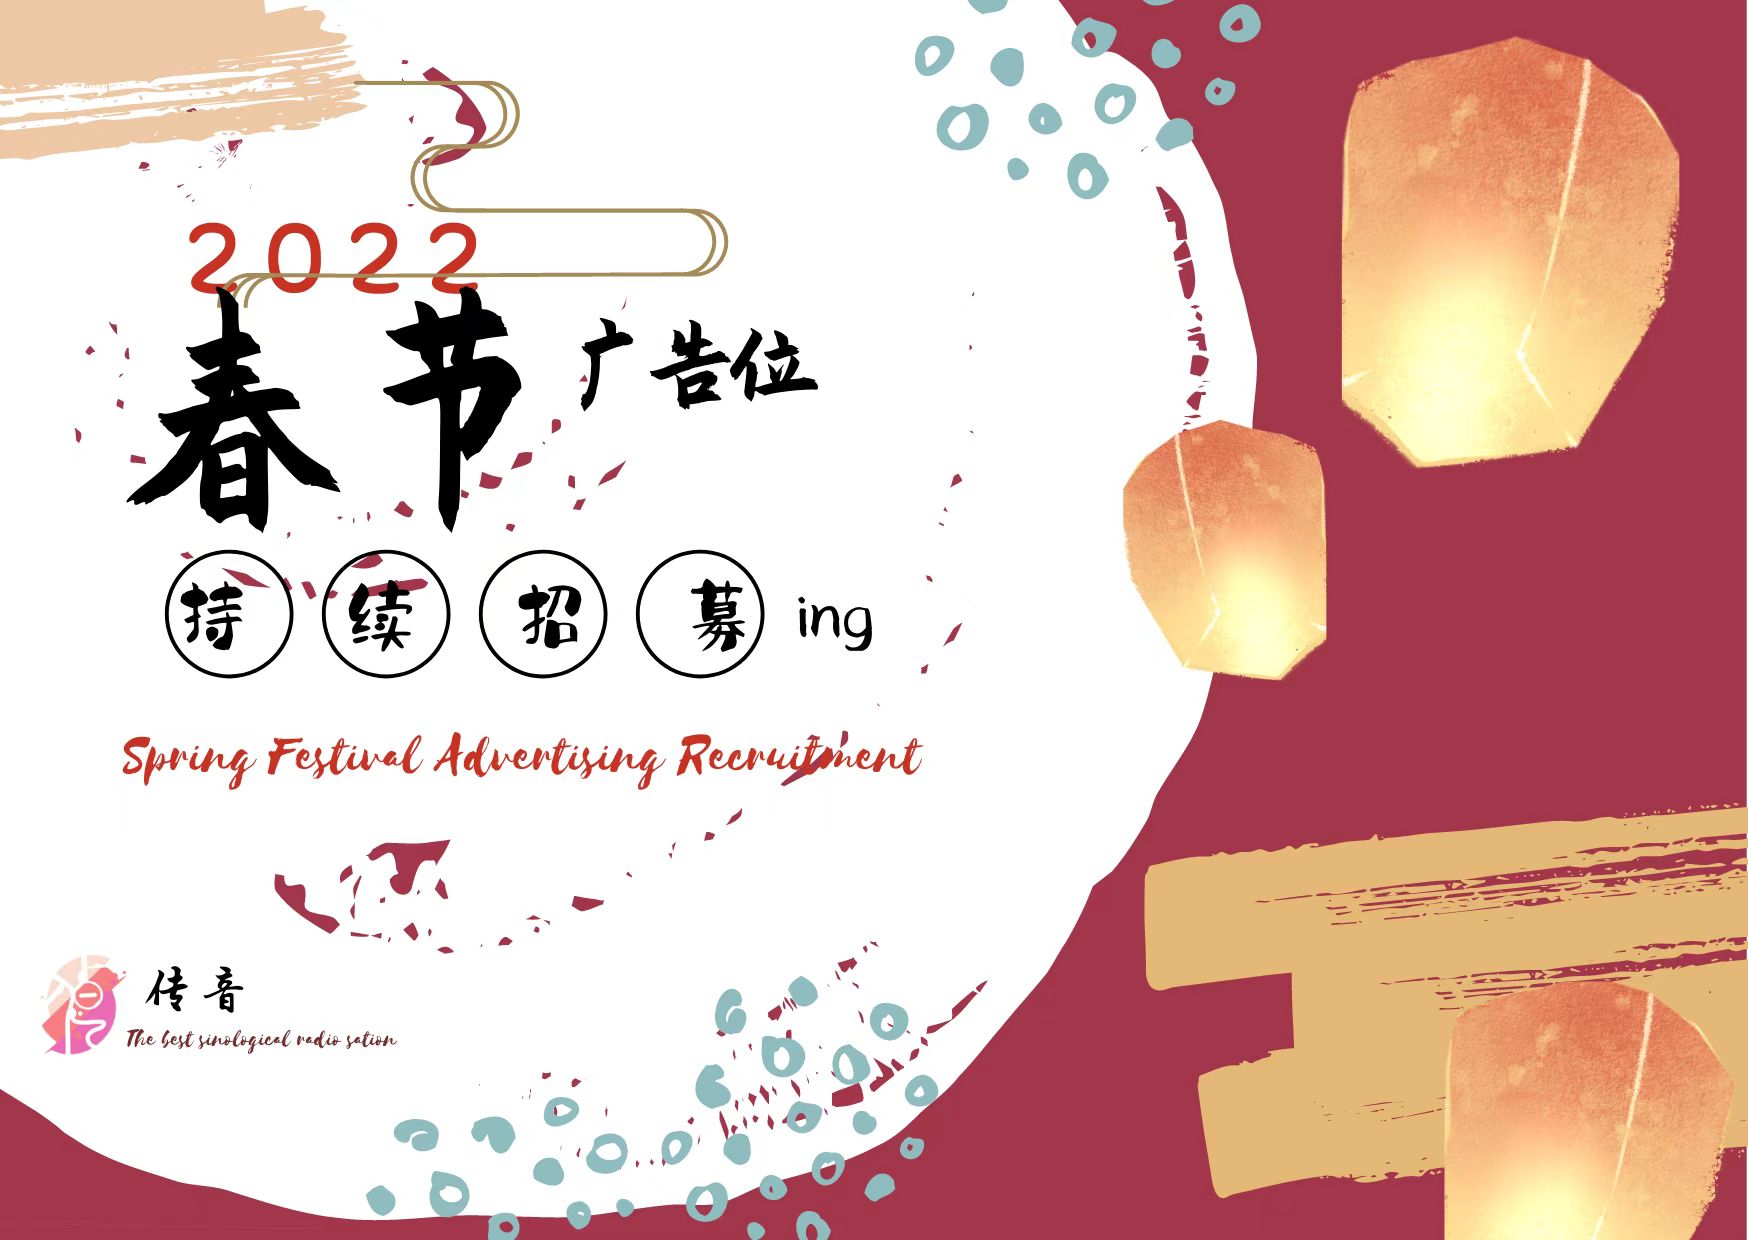 2022
春节广告位
持续招募ing
Spring Festival Advertising Recruitment
传音
The best sinological radio sation